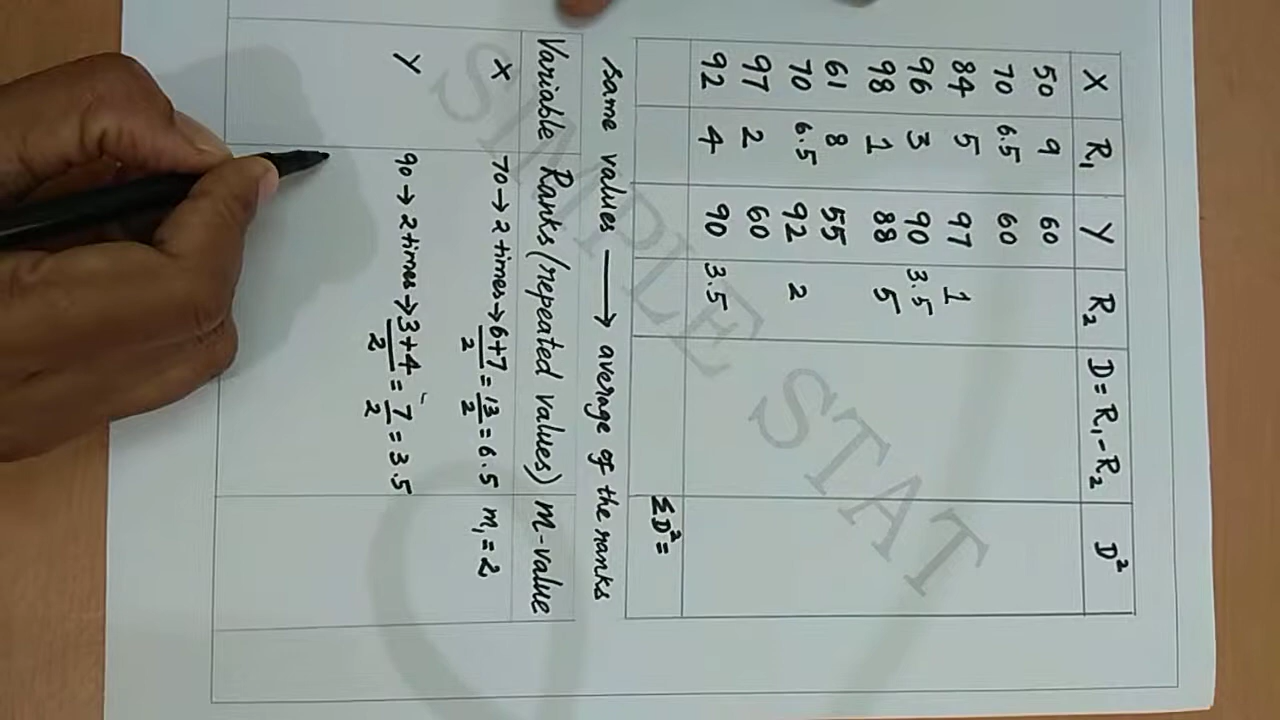 X R₁ Y R₂ D=R₁-R₂ D²
50 9 60
70 6.5 60
84 5 97 1
96 3 90 3.5
98 1 88 5
61 8 55
70 6.5 92 2
97 2 60
92 4 90 3.5
ΣD²=
same values → average of the ranks
Variable Ranks (repeated values) m-value
X 70→2 times→6+7/2=13/2=6.5 m₁=2
Y 90→2 times→3+4/2=7/2=3.5
SIMPLE STAT